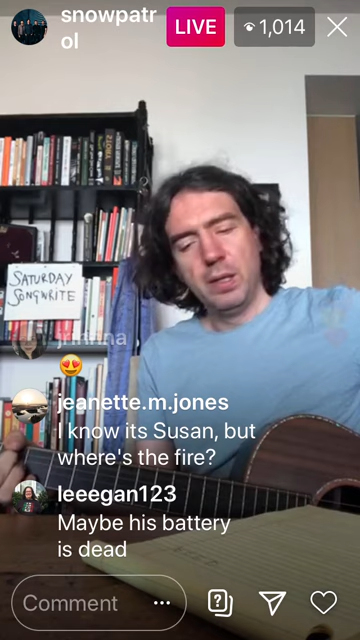 snowpatr
ol
LIVE
1,014
SATURDAY
SONGWRITE
jeanette.m.jones
I know its Susan, but
where's the fire?
leeegan123
Maybe his battery
is dead
Comment